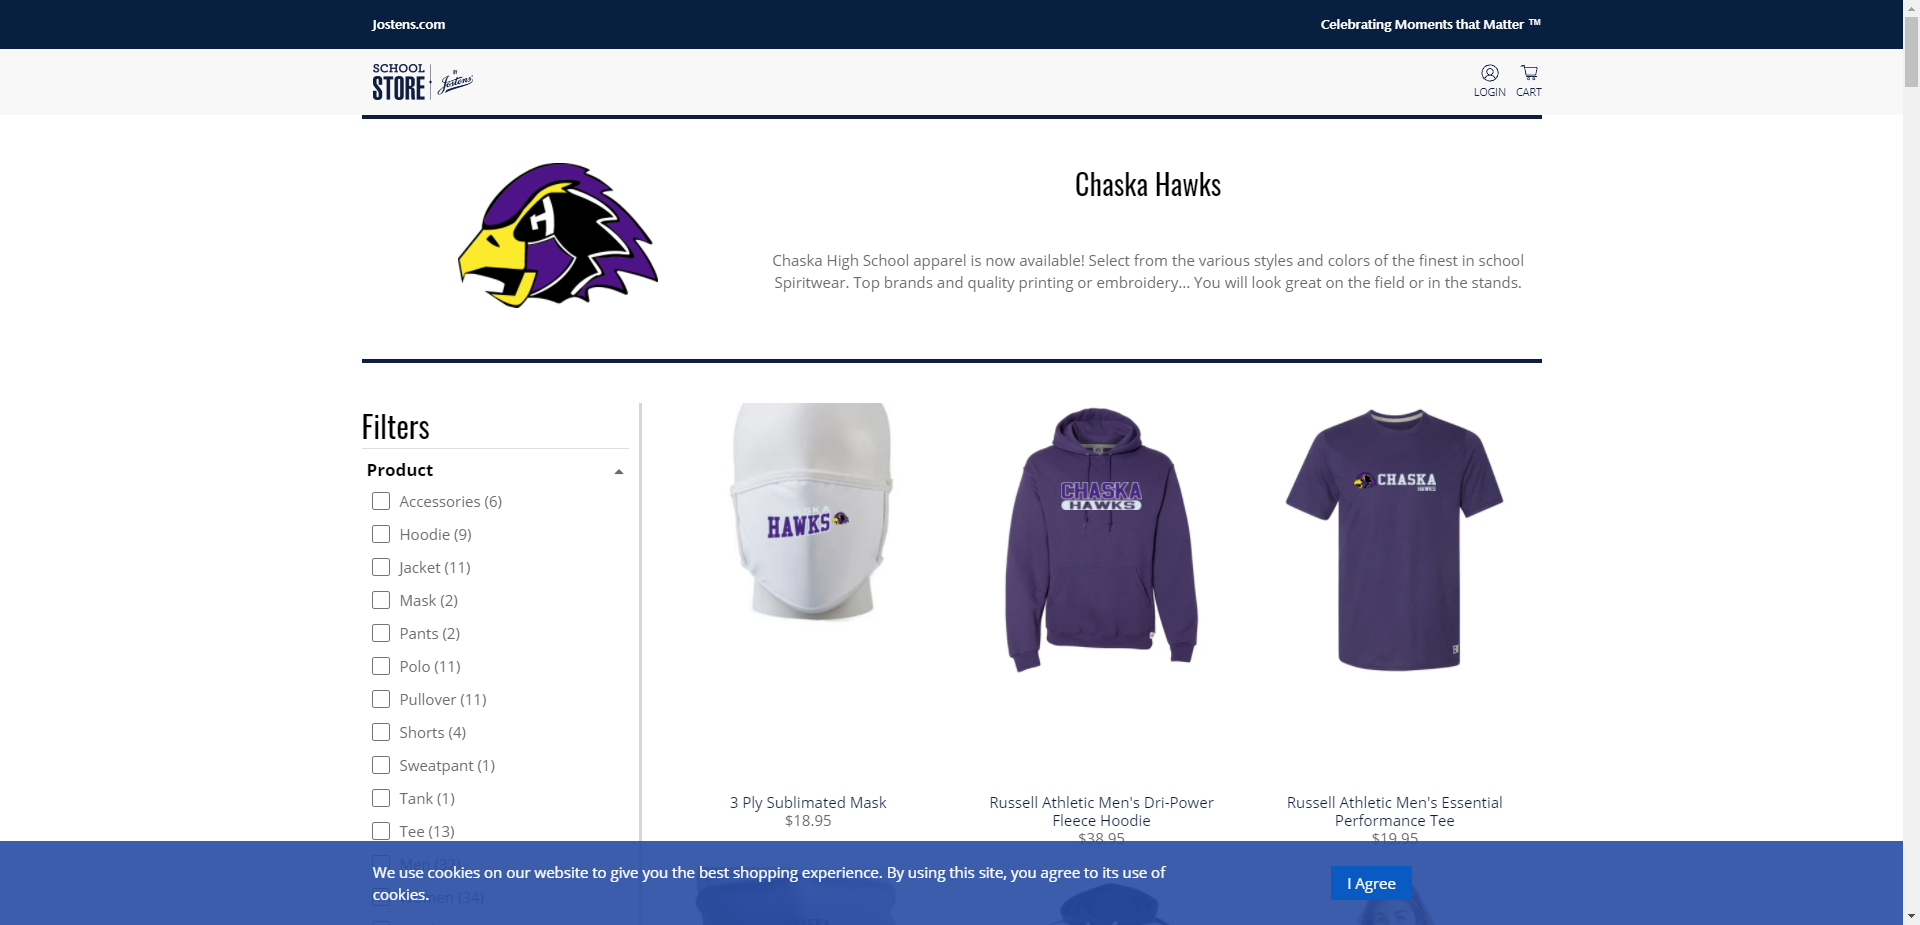 Jostens.com
Celebrating Moments that Matter ™
SCHOOL
STORE
BY
Jostens
LOGIN
CART
Chaska Hawks
Chaska High School apparel is now available! Select from the various styles and colors of the finest in school
Spiritwear. Top brands and quality printing or embroidery... You will look great on the field or in the stands.
Filters
Product
Accessories (6)
Hoodie (9)
Jacket (11)
Mask (2)
Pants (2)
Polo (11)
Pullover (11)
Shorts (4)
Sweatpant (1)
Tank (1)
Tee (13)
Men (32)
HAWKS
CHASKA
HAWKS
CHASKA
HAWKS
3 Ply Sublimated Mask
$18.95
Russell Athletic Men's Dri-Power
Fleece Hoodie
$38.95
Russell Athletic Men's Essential
Performance Tee
$19.95
We use cookies on our website to give you the best shopping experience. By using this site, you agree to its use of
cookies.
I Agree